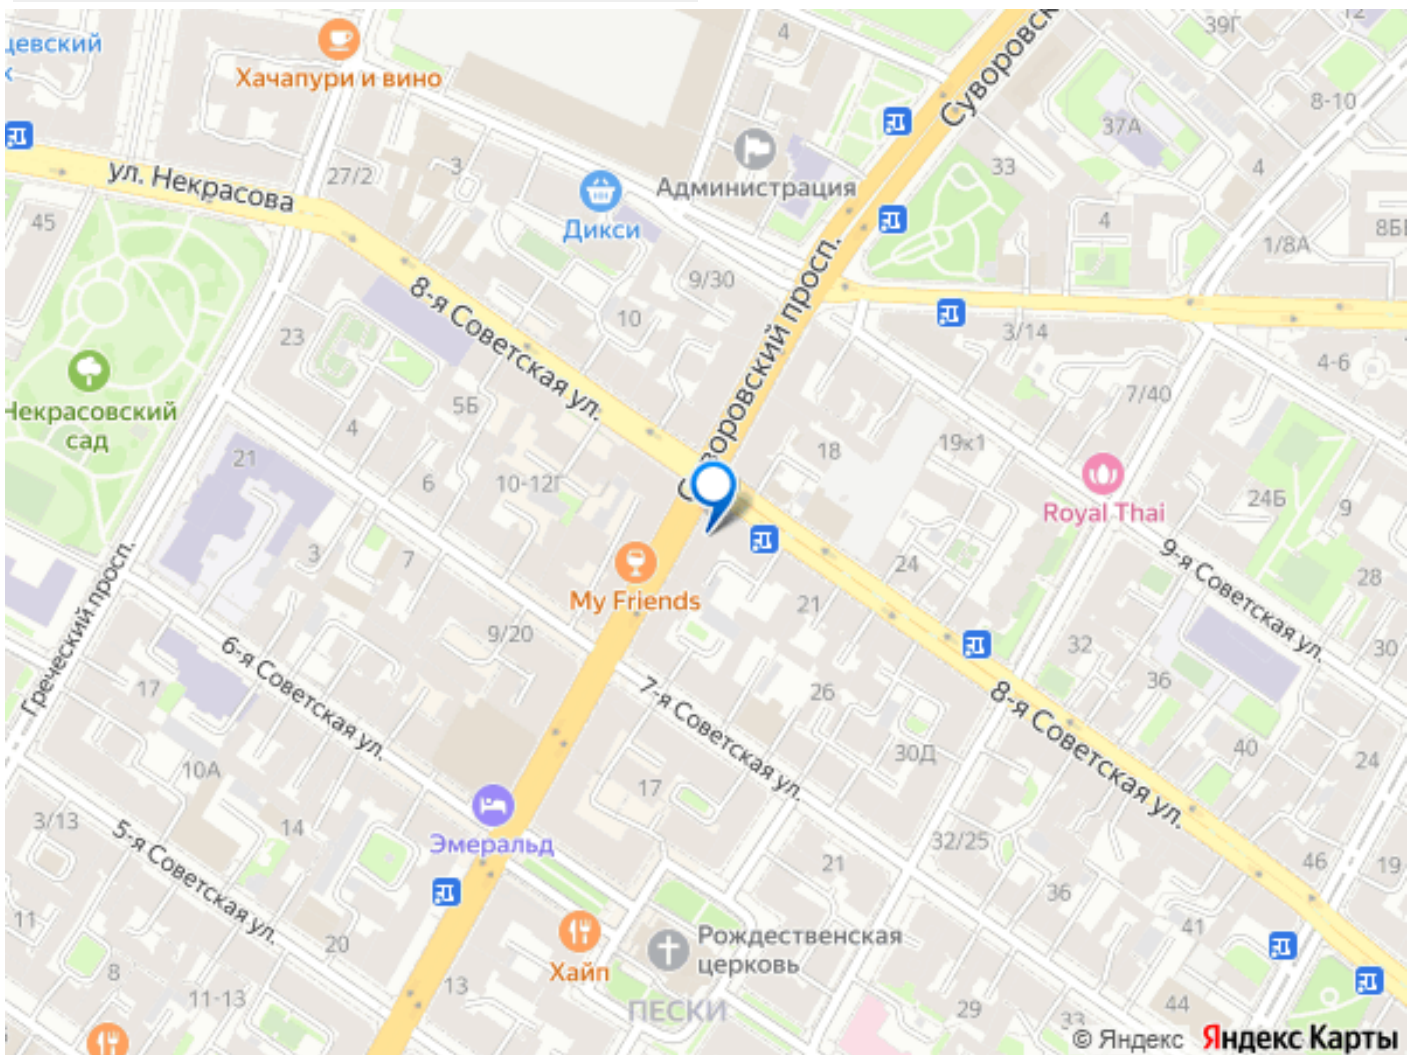 цевский
к
Хачапури и вино
4
Суворовск
39Г
12
8-10
37А
33
4
ул. Некрасова
27/2
3
Администрация
Дикси
45
4
8БЕ
1/8А
9/30
10
8-я Советская ул.
Суворовский просп.
3/14
4-6
23
Некрасовский
сад
5Б
4
7/40
18
19к1
21
6
10-12Г
Royal Thai
24Б
9
3
7
My Friends
24
21
9-я Советская ул.
28
9/20
32
30
Греческий просп.
17
6-я Советская ул.
7-я Советская ул.
26
36
8-я Советская ул.
30Д
40
24
10А
17
3/13
14
Эмеральд
5-я Советская ул.
21
32/25
46
19
36
11
20
Хайп
Рождественская
церковь
41
8
11-13
13
ПЕСКИ
29
33
44
© Яндекс Яндекс Карты